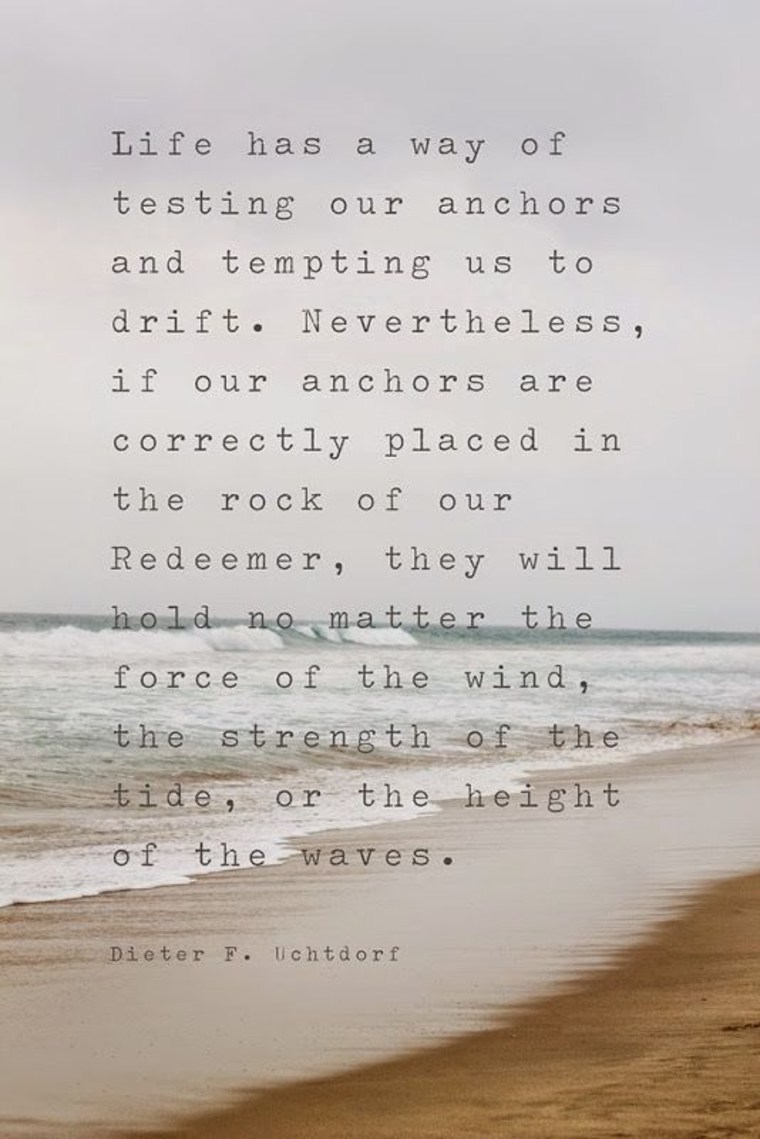 Life has a way of
testing our anchors
and tempting us to
drift. Nevertheless,
if our anchors are
correctly placed in
the rock of our
Redeemer, they will
hold no matter the
force of the wind,
the strength of the
tide, or the height
of the waves.
Dieter F. Uchtdorf